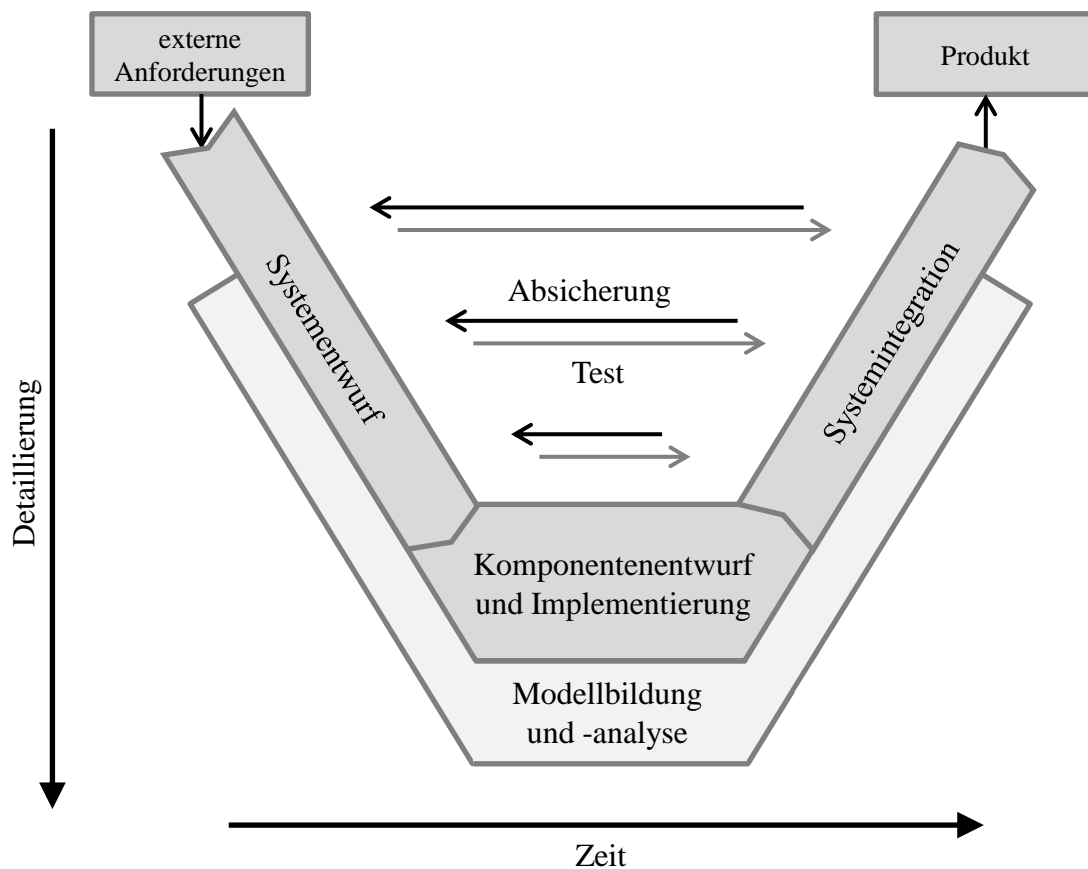 externe
Anforderungen
Produkt
Systementwurf
Absicherung
Test
Systemintegration
Detaillierung
Komponentenentwurf
und Implementierung
Modellbildung
und -analyse
Zeit